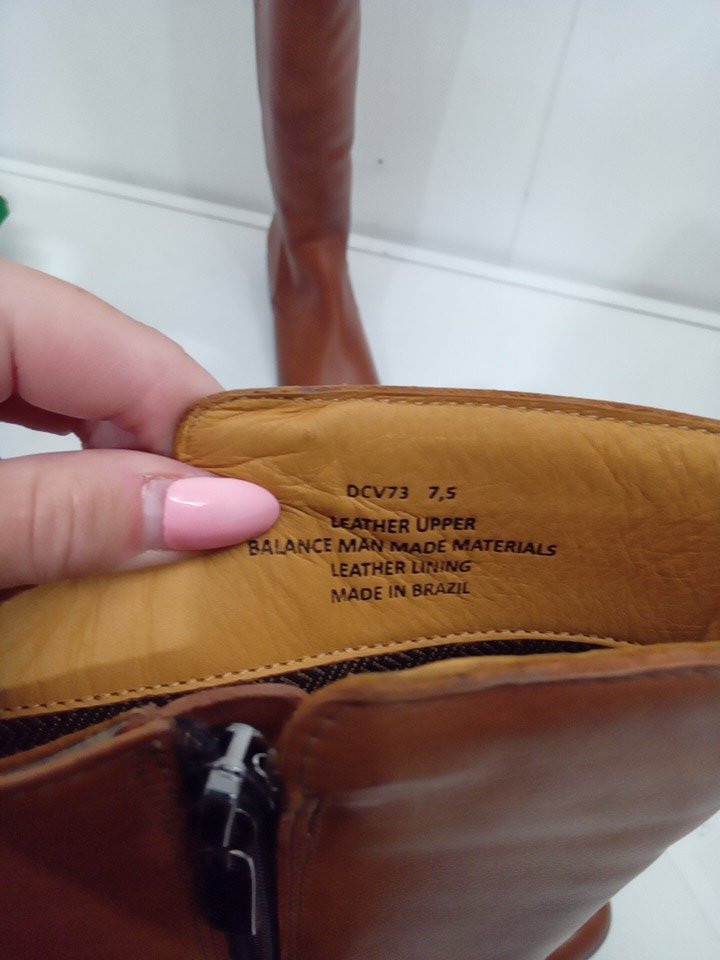 DCV73 7,5
LEATHER UPPER
BALANCE MAN MADE MATERIALS
LEATHER LINING
MADE IN BRAZIL